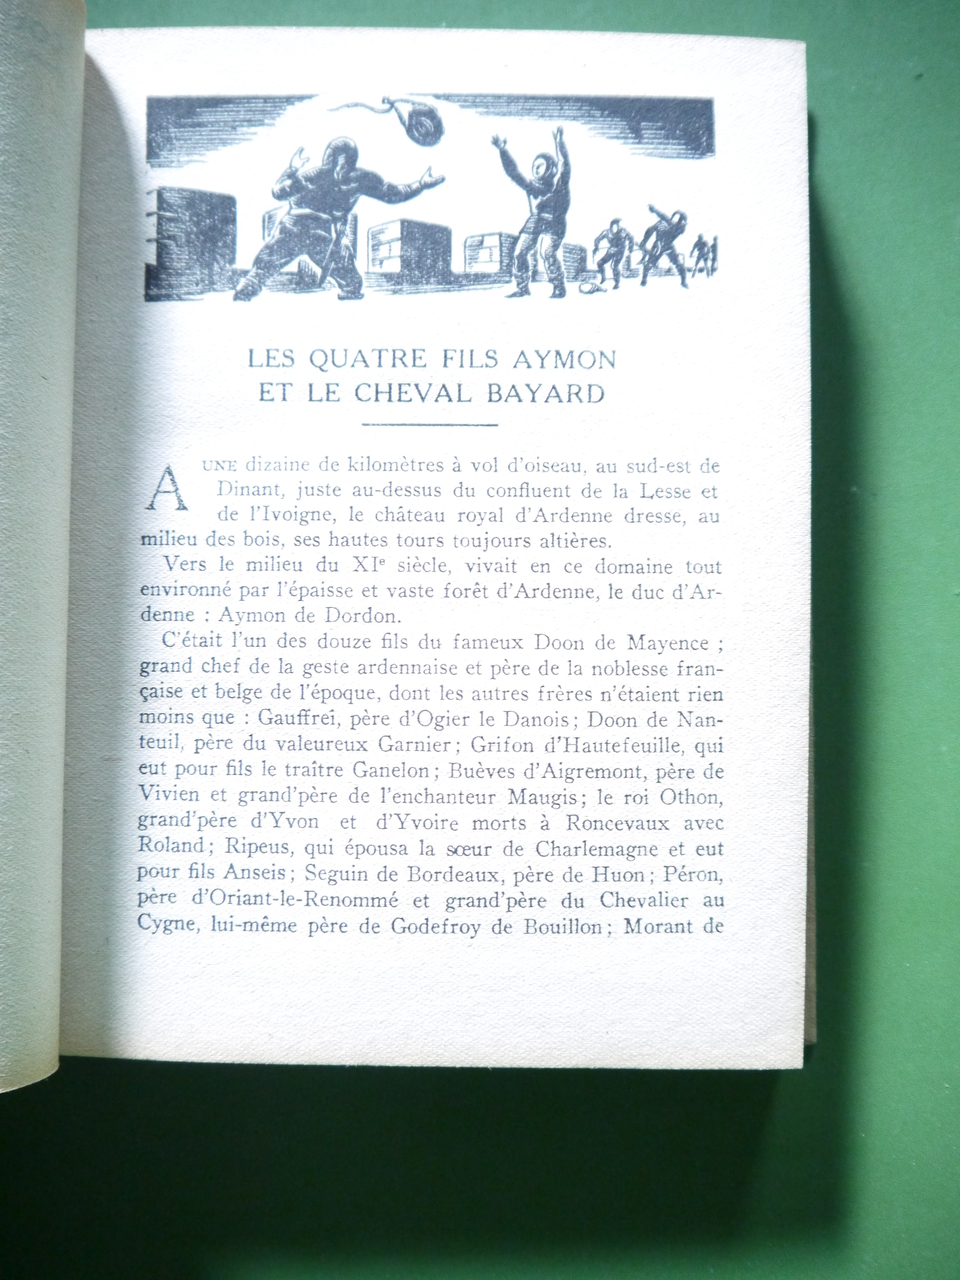 LES QUATRE FILS AYMON
ET LE CHEVAL BAYARD
A UNE dizaine de kilomètres à vol d'oiseau, au sud-est de
Dinant, juste au-dessus du confluent de la Lesse et
de l'Ivoigne, le château royal d'Ardenne dresse, au
milieu des bois, ses hautes tours toujours altières.
Vers le milieu du XIe siècle, vivait en ce domaine tout
environné par l'épaisse et vaste forêt d'Ardenne, le duc d'Ar-
denne : Aymon de Dordon.
C'était l'un des douze fils du fameux Doon de Mayence ;
grand chef de la geste ardennaise et père de la noblesse fran-
çaise et belge de l'époque, dont les autres frères n'étaient rien
moins que : Gauffrei, père d'Ogier le Danois ; Doon de Nan-
teuil, père du valeureux Garnier ; Grifon d'Hautefeuille, qui
eut pour fils le traître Ganelon ; Buèves d'Aigremont, père de
Vivien et grand'père de l'enchanteur Maugis ; le roi Othon,
grand'père d'Yvon et d'Yvoire morts à Roncevaux avec
Roland ; Ripeus, qui épousa la sœur de Charlemagne et eut
pour fils Anseis ; Seguin de Bordeaux, père de Huon ; Péron,
père d'Oriant-le-Renommé et grand'père du Chevalier au
Cygne, lui-même père de Godefroy de Bouillon ; Morant de